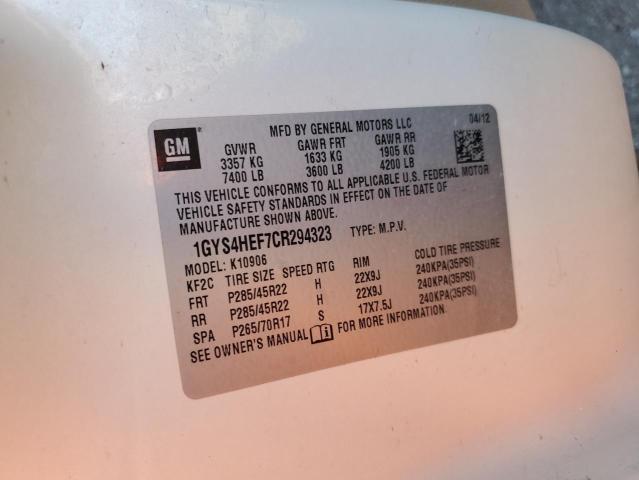 GM
MFD BY GENERAL MOTORS LLC 04/12
GVWR GAWR FRT GAWR RR
3357 KG 1633 KG 1905 KG
7400 LB 3600 LB 4200 LB
THIS VEHICLE CONFORMS TO ALL APPLICABLE U.S. FEDERAL MOTOR
VEHICLE SAFETY STANDARDS IN EFFECT ON THE DATE OF
MANUFACTURE SHOWN ABOVE.
1GYS4HEF7CR294323 TYPE: M.P.V.
MODEL: K10906
KF2C TIRE SIZE SPEED RTG RIM COLD TIRE PRESSURE
FRT P285/45R22 H 22X9J 240KPA(35PSI)
RR P285/45R22 H 22X9J 240KPA(35PSI)
SPA P265/70R17 S 17X7.5J 240KPA(35PSI)
SEE OWNER'S MANUAL FOR MORE INFORMATION.